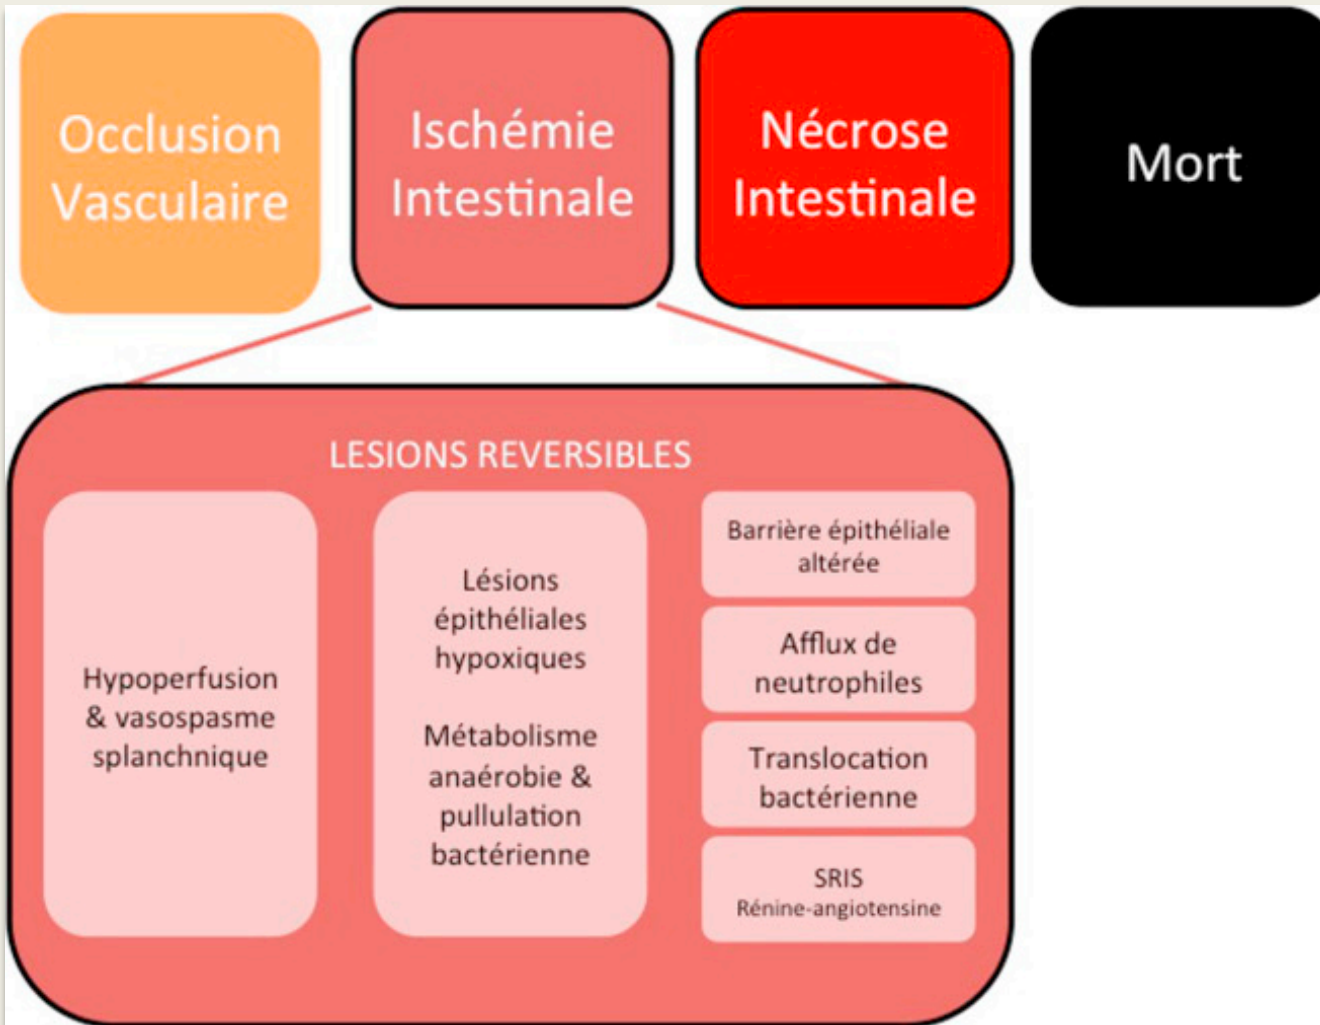 Occlusion
Vasculaire
Ischémie
Intestinale
Nécrose
Intestinale
Mort
LESIONS REVERSIBLES
Hypoperfusion
& vasospasme
splanchnique
Lésions
épithéliales
hypoxiques
Métabolisme
anaérobie &
pullulation
bactérienne
Barrière épithéliale
altérée
Afflux de
neutrophiles
Translocation
bactérienne
SRIS
Rénine-angiotensine